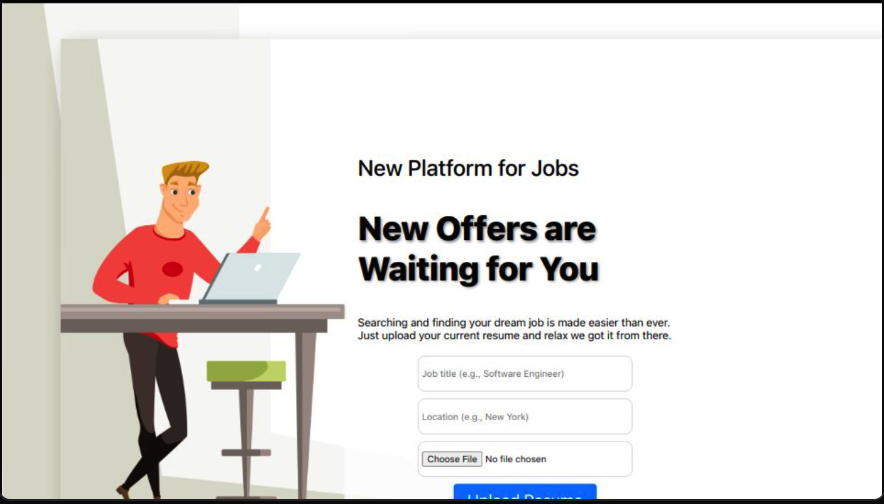 New Platform for Jobs
New Offers are
Waiting for You
Searching and finding your dream job is made easier than ever.
Just upload your current resume and relax we got it from there.
Job title (e.g., Software Engineer)
Location (e.g., New York)
Choose File No file chosen
Upload Resume